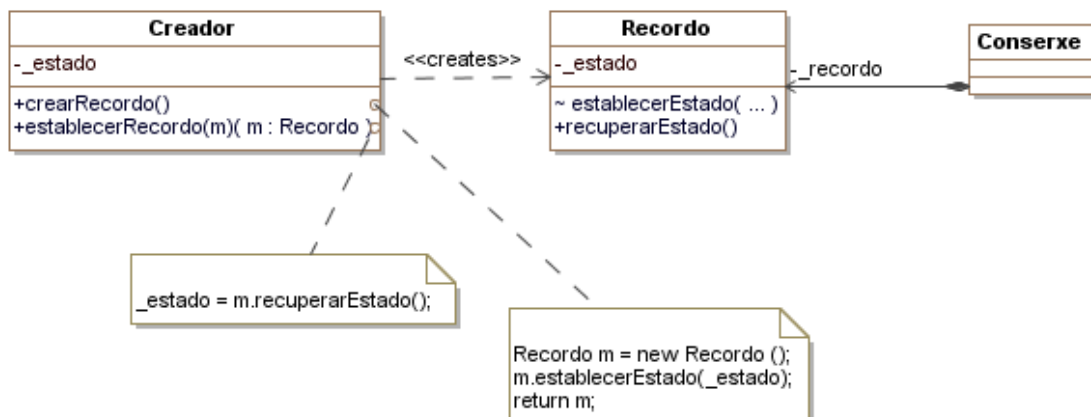 Creador
-_estado
+crearRecordo()
+establecerRecordo(m)( m : Recordo )
<<creates>>
Recordo
-_estado
~ establecerEstado( ... )
+recuperarEstado()
-_recordo
Conserxe
_estado = m.recuperarEstado();
Recordo m = new Recordo ();
m.establecerEstado(_estado);
return m;